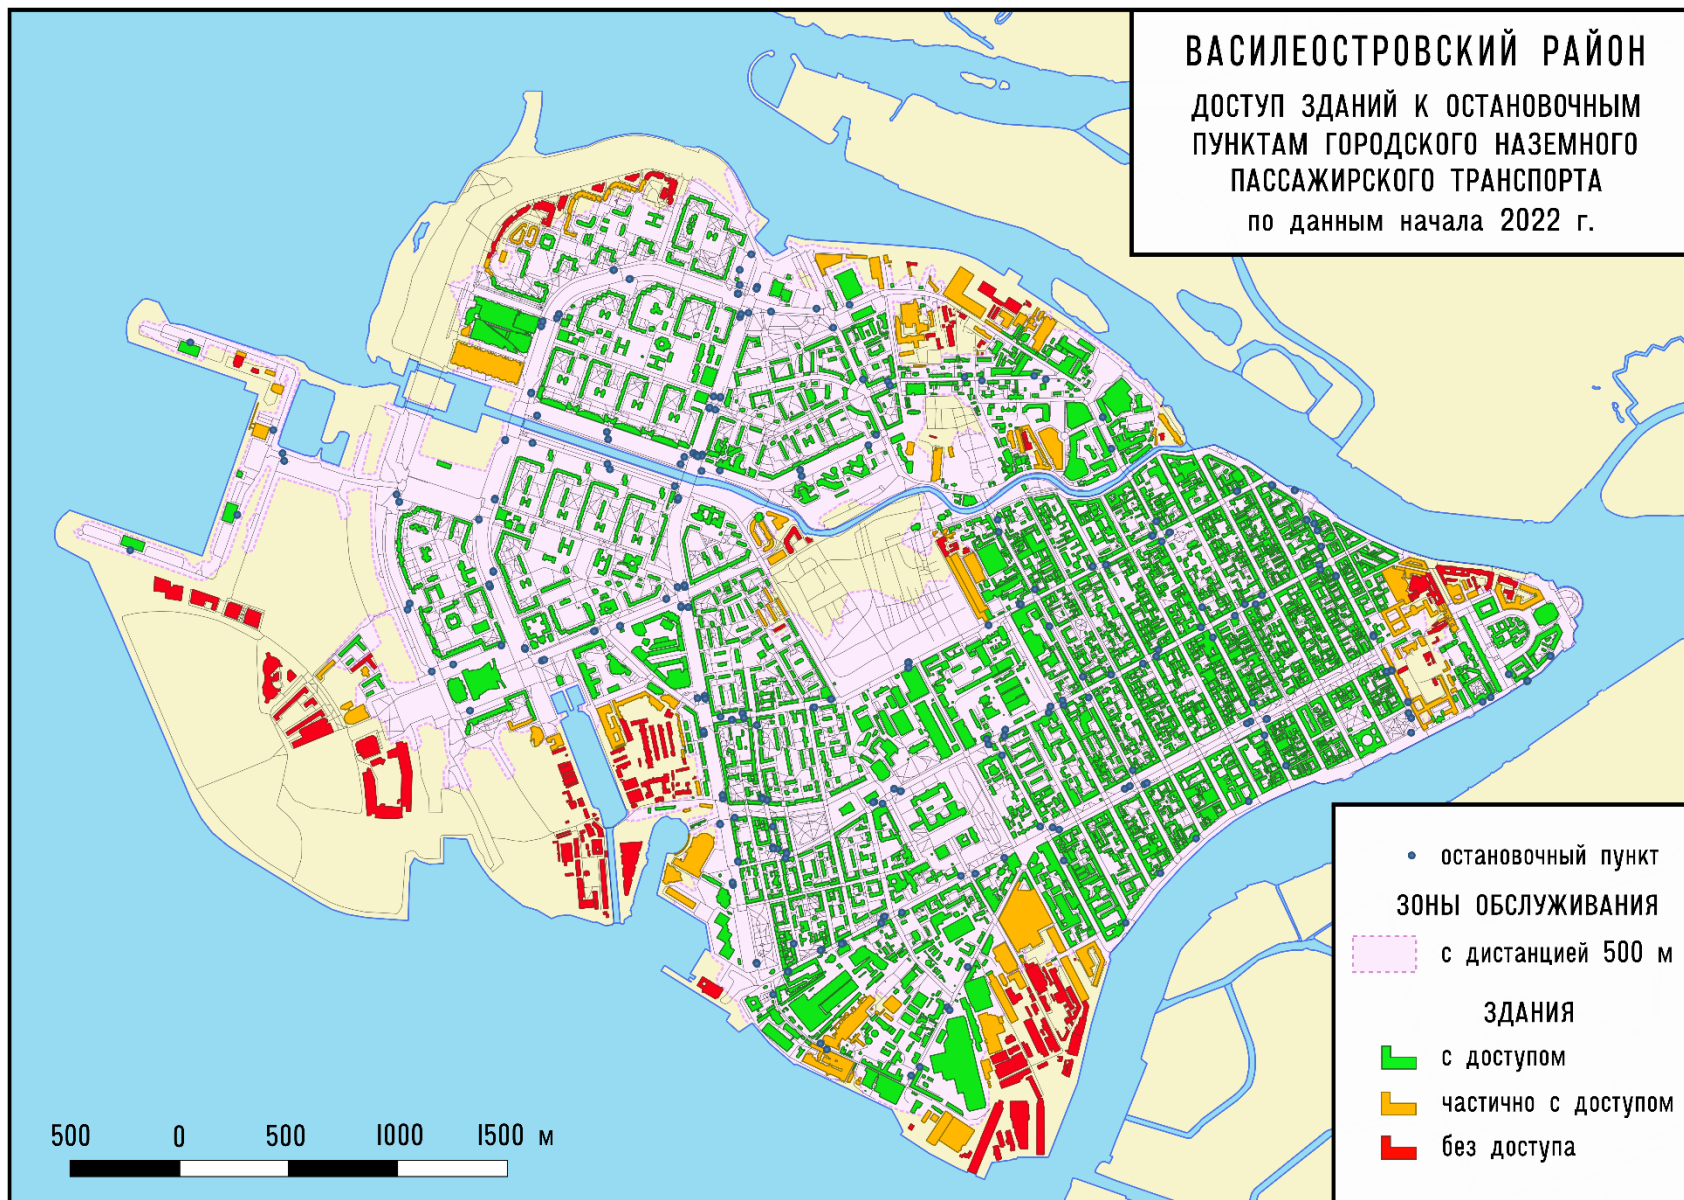 ВАСИЛЕОСТРОВСКИЙ РАЙОН
ДОСТУП ЗДАНИЙ К ОСТАНОВОЧНЫМ
ПУНКТАМ ГОРОДСКОГО НАЗЕМНОГО
ПАССАЖИРСКОГО ТРАНСПОРТА
по данным начала 2022 г.
остановочный пункт
ЗОНЫ ОБСЛУЖИВАНИЯ
с дистанцией 500 м
ЗДАНИЯ
с доступом
частично с доступом
без доступа
500 0 500 1000 1500 м